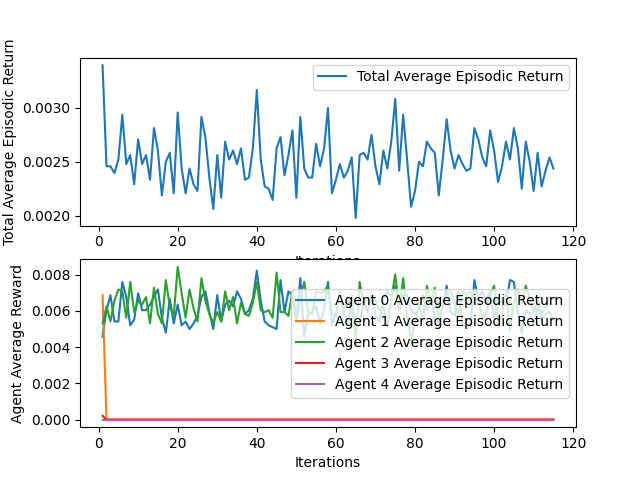 Total Average Episodic Return
0.0030
0.0025
0.0020
Total Average Episodic Return
0 20 40 60 80 100 120
Iterations
Agent Average Reward
0.008
0.006
0.004
0.002
0.000
Agent 0 Average Episodic Return
Agent 1 Average Episodic Return
Agent 2 Average Episodic Return
Agent 3 Average Episodic Return
Agent 4 Average Episodic Return
0 20 40 60 80 100 120
Iterations